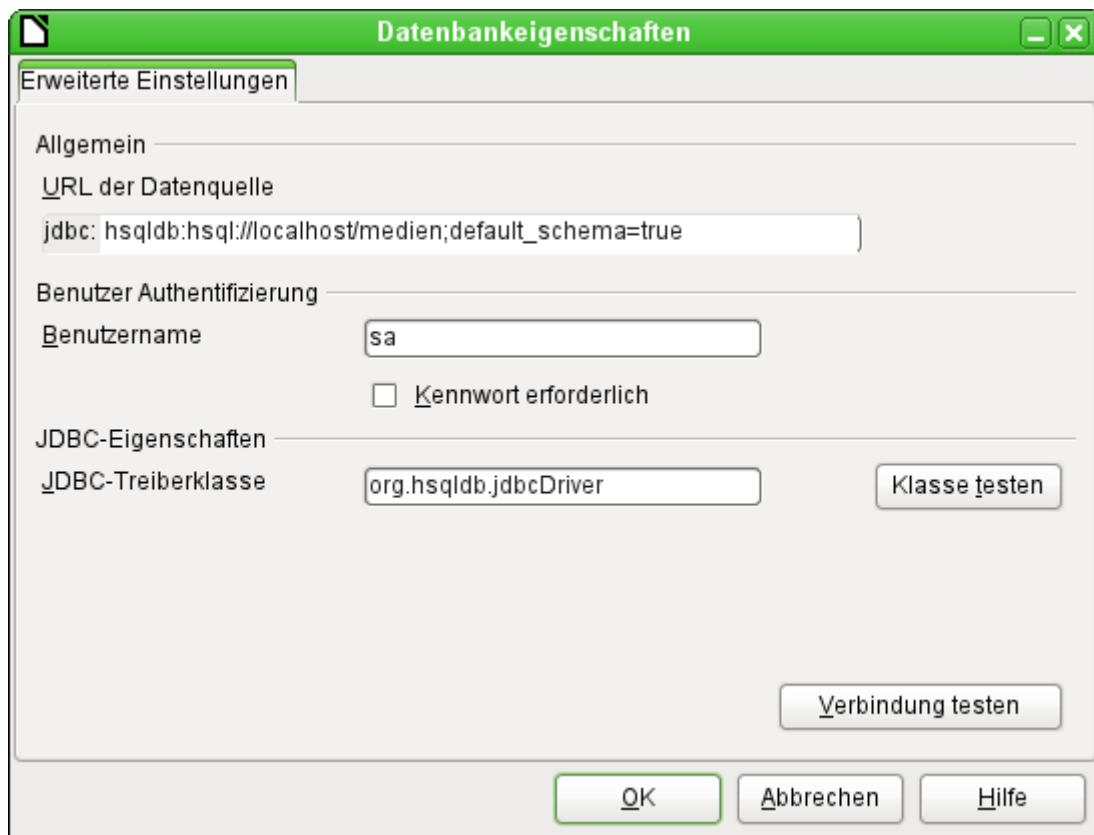 Datenbankeigenschaften
Erweiterte Einstellungen
Allgemein
URL der Datenquelle
jdbc: hsqldb:hsql://localhost/medien;default_schema=true
Benutzer Authentifizierung
Benutzername sa
Kennwort erforderlich
JDBC-Eigenschaften
JDBC-Treiberklasse org.hsqldb.jdbcDriver Klasse testen
Verbindung testen
OK Abbrechen Hilfe